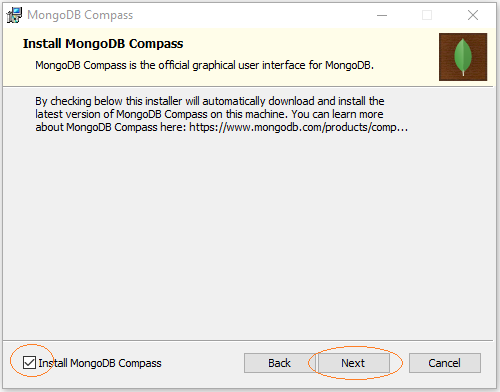 MongoDB Compass
Install MongoDB Compass
MongoDB Compass is the official graphical user interface for MongoDB.
By checking below this installer will automatically download and install the
latest version of MongoDB Compass on this machine. You can learn more
about MongoDB Compass here: https://www.mongodb.com/products/comp...
Install MongoDB Compass
Back
Next
Cancel